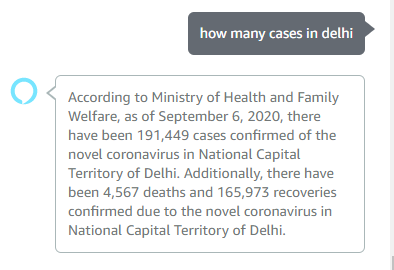 how many cases in delhi
According to Ministry of Health and Family
Welfare, as of September 6, 2020, there
have been 191,449 cases confirmed of the
novel coronavirus in National Capital
Territory of Delhi. Additionally, there have
been 4,567 deaths and 165,973 recoveries
confirmed due to the novel coronavirus in
National Capital Territory of Delhi.